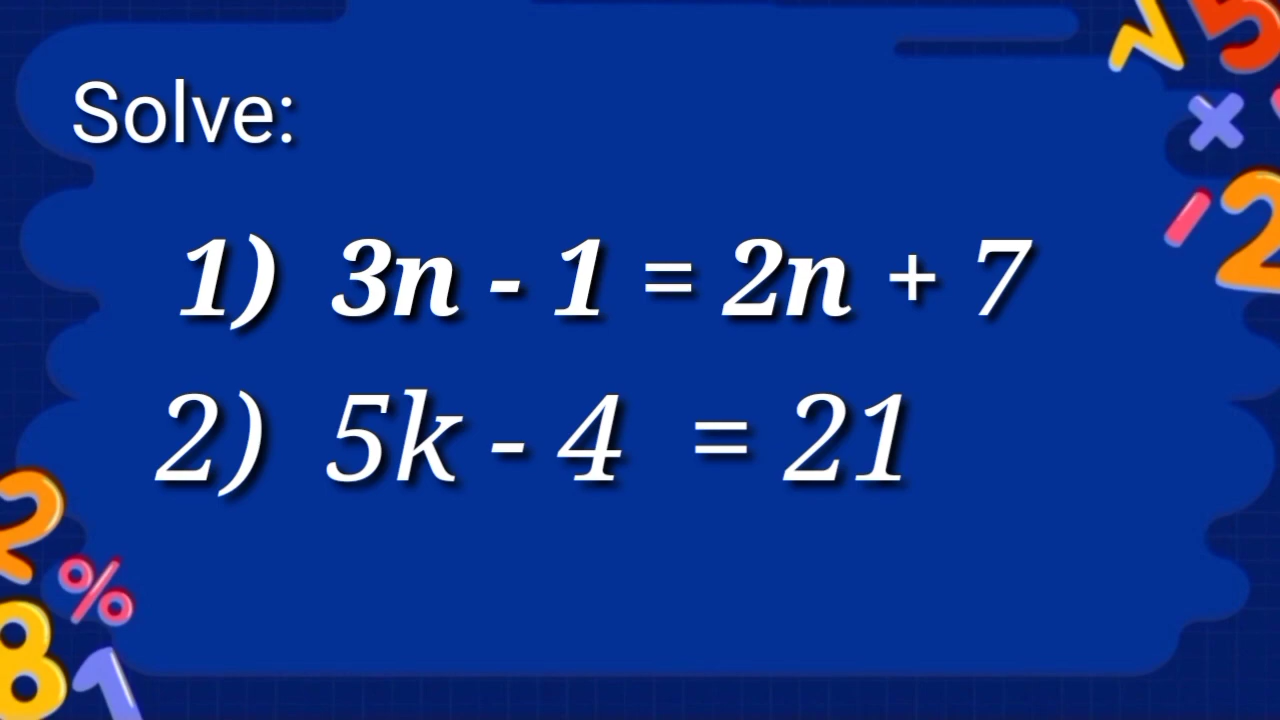 Solve:
1) 3n - 1 = 2n + 7
2) 5k - 4 = 21